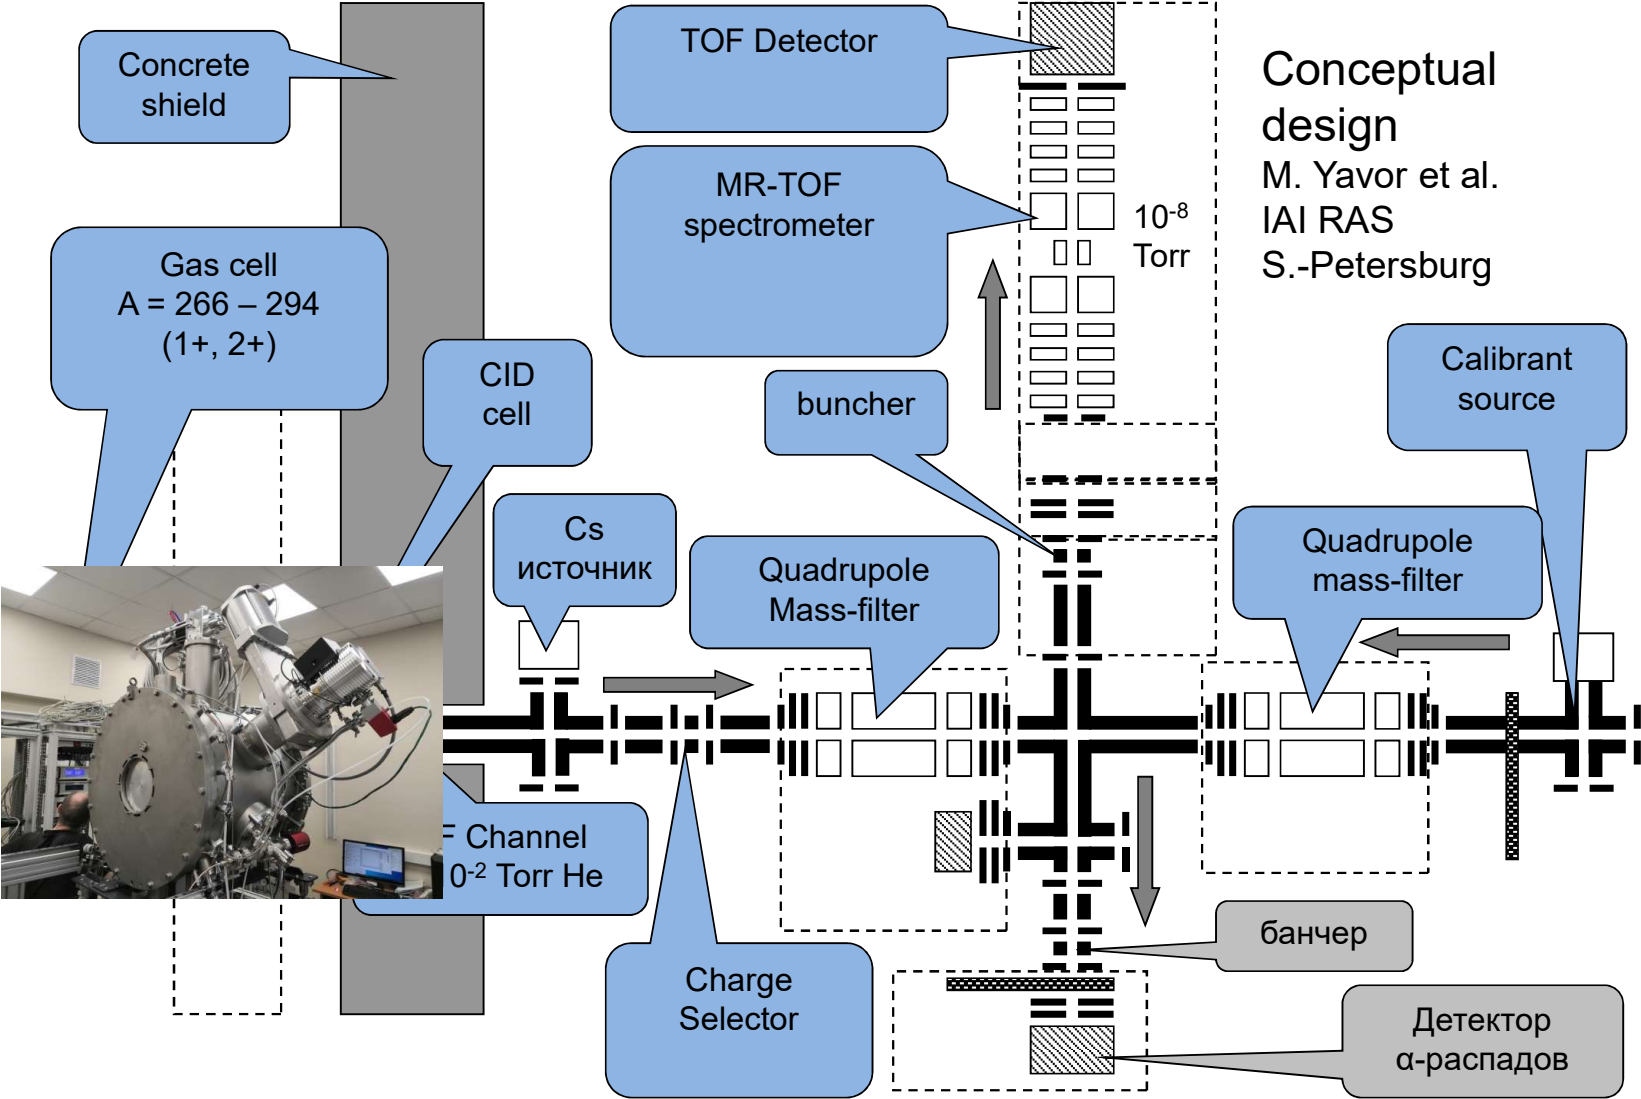 Concrete
shield
TOF Detector
Conceptual
design
M. Yavor et al.
IAI RAS
S.-Petersburg
MR-TOF
spectrometer
10-8
Torr
Gas cell
A = 266 – 294
(1+, 2+)
CID
cell
buncher
Calibrant
source
Cs
источник
Quadrupole
Mass-filter
Quadrupole
mass-filter
Channel
0-2 Torr He
банчер
Charge
Selector
Детектор
α-распадов